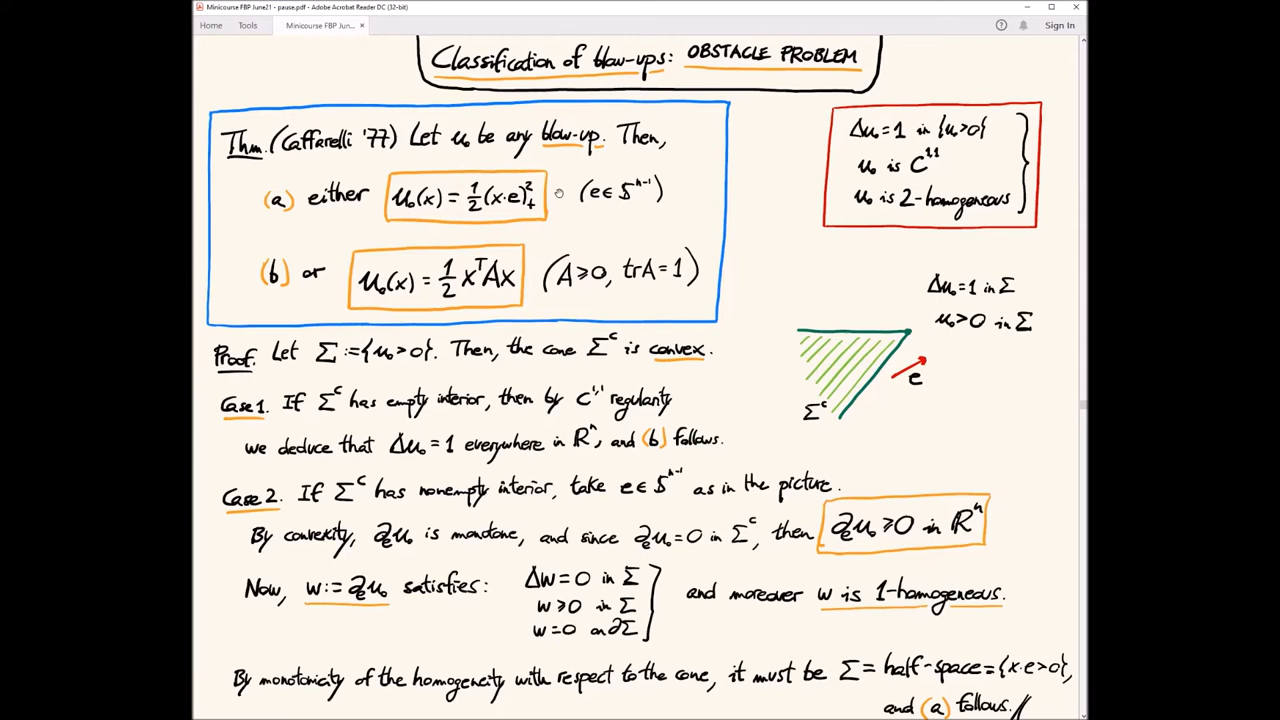 Minicourse FBP June21 - pause.pdf - Adobe Acrobat Reader DC (32-bit)
Home Tools Minicourse FBP Jun... × Sign In
Classification of blow-ups: OBSTACLE PROBLEM
Thm. (Caffarelli '77) Let u₀ be any blow-up. Then,
(a) either u₀(x) = ½(x·e)₊² (e∈ S^{n-1})
(b) or u₀(x) = ½ xᵀAx (A≥0, trA=1)
Δu₀=1 in {u₀>0}
u₀ is C^{1,1}
u₀ is 2-homogeneous
Δu₀=1 in Σ
u₀>0 in Σ
e
Σᶜ
Proof. Let Σ:={u₀>0}. Then, the cone Σᶜ is convex.
Case 1. If Σᶜ has empty interior, then by C^{1,1} regularity
we deduce that Δu₀=1 everywhere in ℝⁿ, and (b) follows.
Case 2. If Σᶜ has nonempty interior, take e∈ S^{n-1} as in the picture.
By convexity, ∂ₑu₀ is monotone, and since ∂ₑu₀=0 in Σᶜ, then ∂ₑu₀≥0 in ℝⁿ
Now, w:=∂ₑu₀ satisfies:
Δw=0 in Σ
w≥0 in Σ
w=0 on ∂Σ
and moreover w is 1-homogeneous.
By monotonicity of the homogeneity with respect to the cone, it must be Σ= half-space={x·e>0},
and (a) follows.//